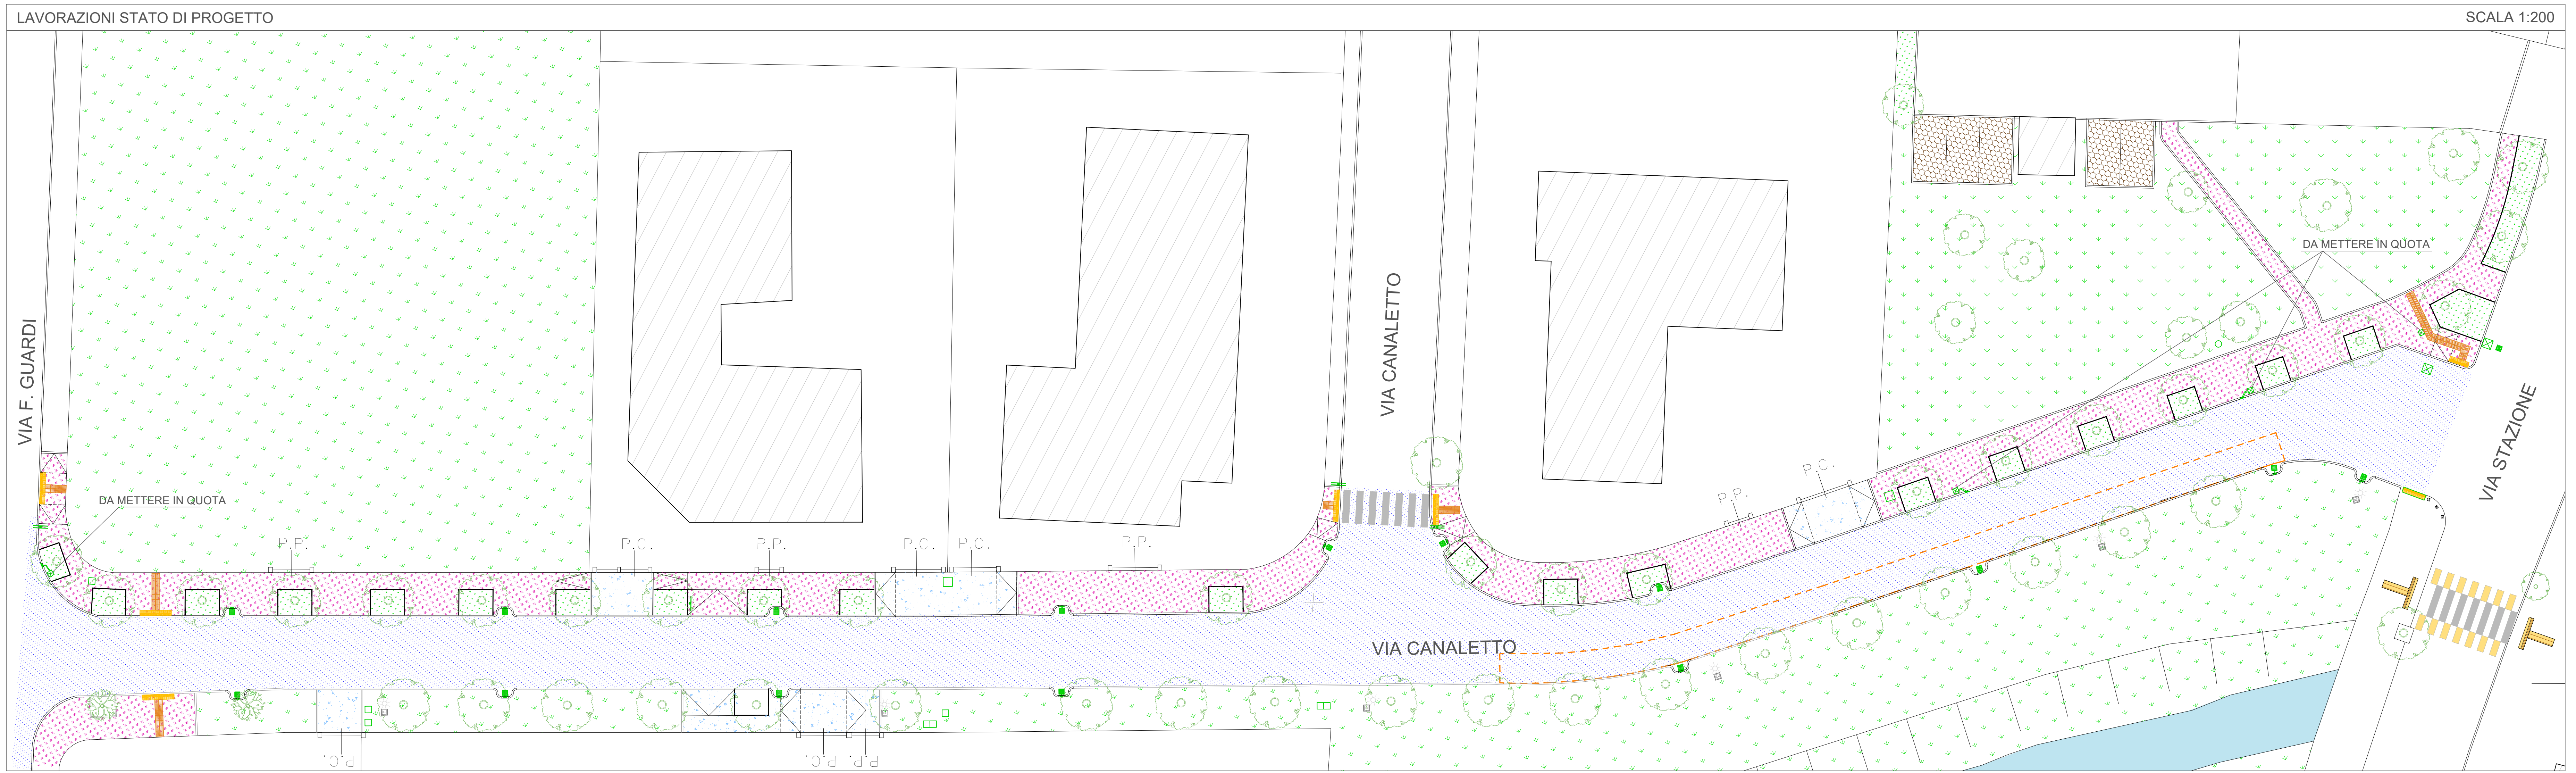 LAVORAZIONI STATO DI PROGETTO
SCALA 1:200
VIA F. GUARDI
DA METTERE IN QUOTA
P.P.
P.C.
P.P.
P.C.
P.C.
P.P.
VIA CANALETTO
P.P.
P.C.
DA METTERE IN QUOTA
VIA STAZIONE
VIA CANALETTO
P.C.
P.C.
P.P.